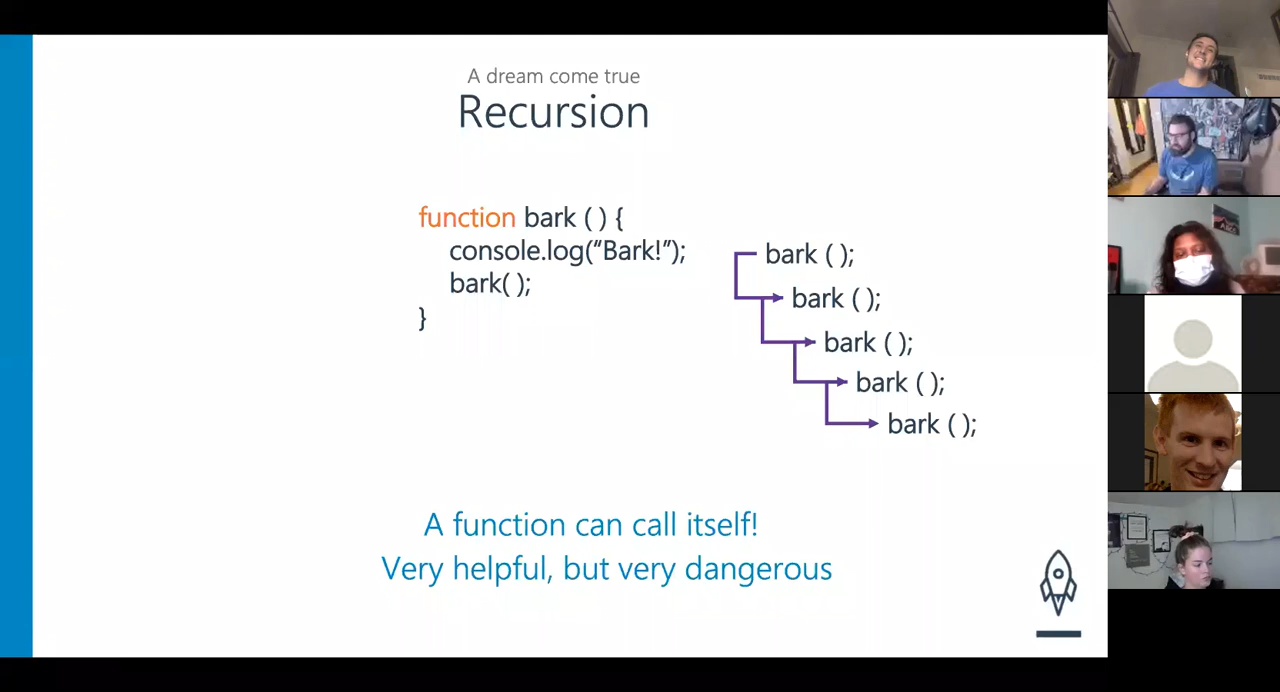 A dream come true
Recursion
function bark ( ) {
console.log(“Bark!”);
bark( );
}
bark ( );
bark ( );
bark ( );
bark ( );
bark ( );
A function can call itself!
Very helpful, but very dangerous